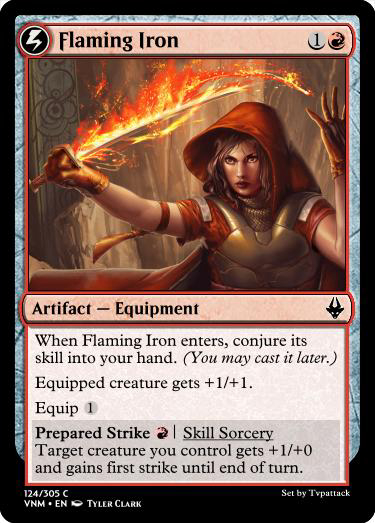 Flaming Iron 1
Artifact — Equipment
When Flaming Iron enters, conjure its
skill into your hand. (You may cast it later.)
Equipped creature gets +1/+1.
Equip 1
Prepared Strike | Skill Sorcery
Target creature you control gets +1/+0
and gains first strike until end of turn.
124/305 C
VNM • EN Tyler Clark
Set by Tvpattack